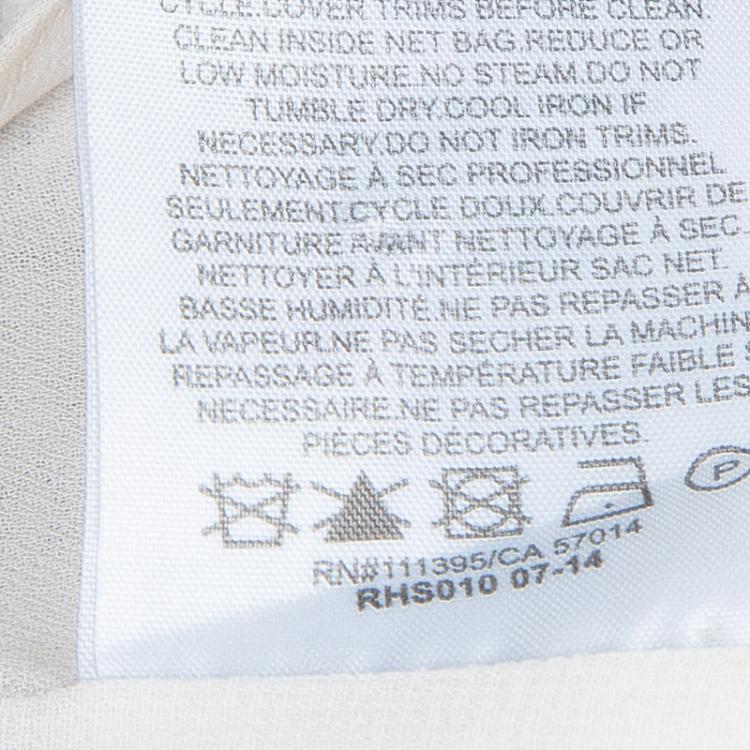 CYCLE.COVER TRIMS BEFORE CLEAN.
CLEAN INSIDE NET BAG.REDUCE OR
LOW MOISTURE.NO STEAM.DO NOT
TUMBLE DRY.COOL IRON IF
NECESSARY.DO NOT IRON TRIMS.
NETTOYAGE À SEC PROFESSIONNEL
SEULEMENT.CYCLE DOUX.COUVRIR DE
GARNITURE AVANT NETTOYAGE À SEC.
NETTOYER À L'INTÉRIEUR SAC NET.
BASSE HUMIDITÉ.NE PAS REPASSER À
LA VAPEUR.NE PAS SECHER LA MACHIN
REPASSAGE À TEMPÉRATURE FAIBLE S
NECESSAIRE.NE PAS REPASSER LES
PIÈCES DÉCORATIVES.
P
RN#111395/CA 57014
RHS010 07-14